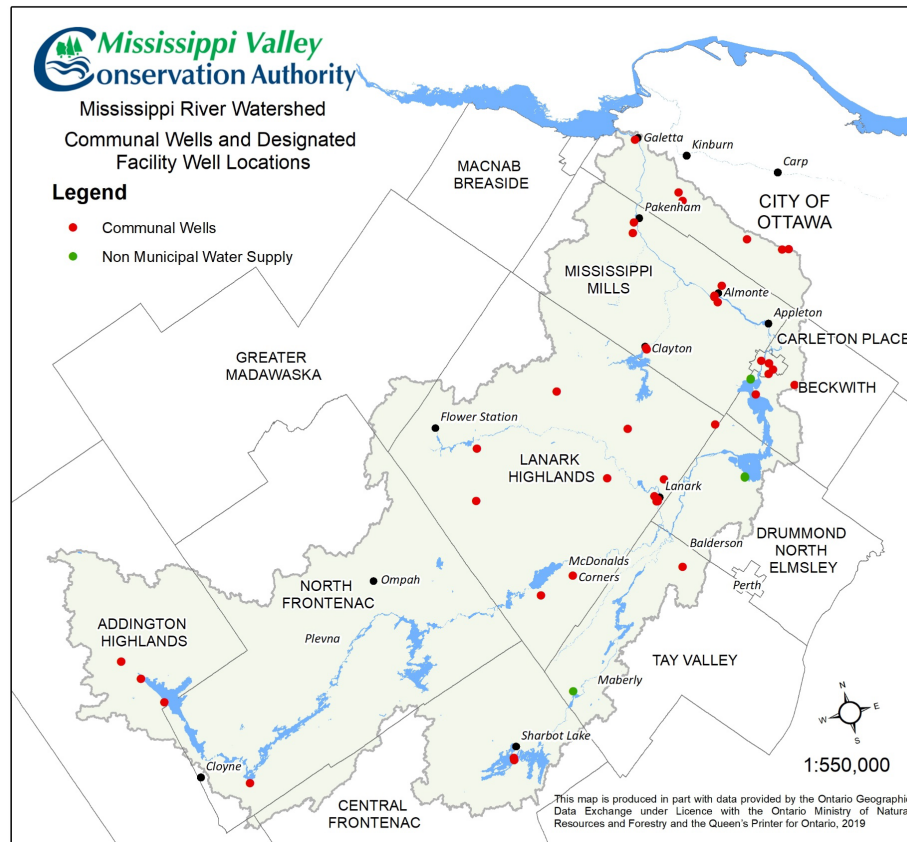 Mississippi Valley
Conservation Authority
Mississippi River Watershed
Communal Wells and Designated
Facility Well Locations
Legend
Communal Wells
Non Municipal Water Supply
Galetta
Kinburn
Carp
MACNAB
BREASIDE
CITY OF
OTTAWA
Pakenham
MISSISSIPPI
MILLS
Almonte
Appleton
CARLETON PLACE
Clayton
GREATER
MADAWASKA
BECKWITH
Flower Station
LANARK
HIGHLANDS
Lanark
DRUMMOND
NORTH
ELMSLEY
Balderson
McDonalds
Corners
Perth
Ompah
NORTH
FRONTENAC
ADDINGTON
HIGHLANDS
Plevna
TAY VALLEY
Maberly
Sharbot Lake
Cloyne
CENTRAL
FRONTENAC
N
W
E
S
1:550,000
This map is produced in part with data provided by the Ontario Geographic
Data Exchange under Licence with the Ontario Ministry of Natural
Resources and Forestry and the Queen's Printer for Ontario, 2019